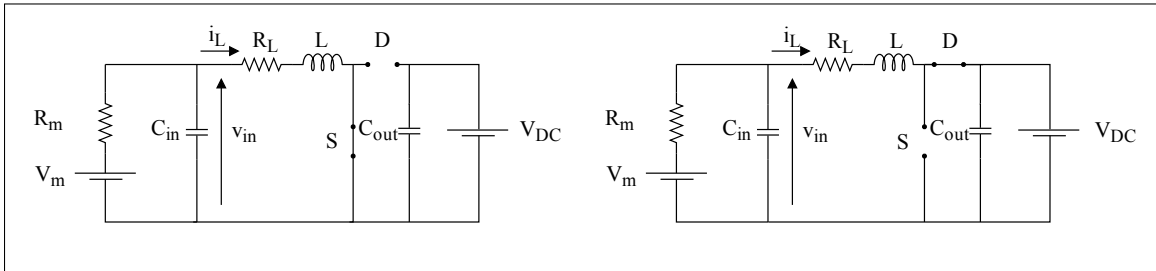 i_L
R_L
L
D
R_m
C_in
v_in
S
C_out
V_DC
V_m
i_L
R_L
L
D
R_m
C_in
v_in
S
C_out
V_DC
V_m